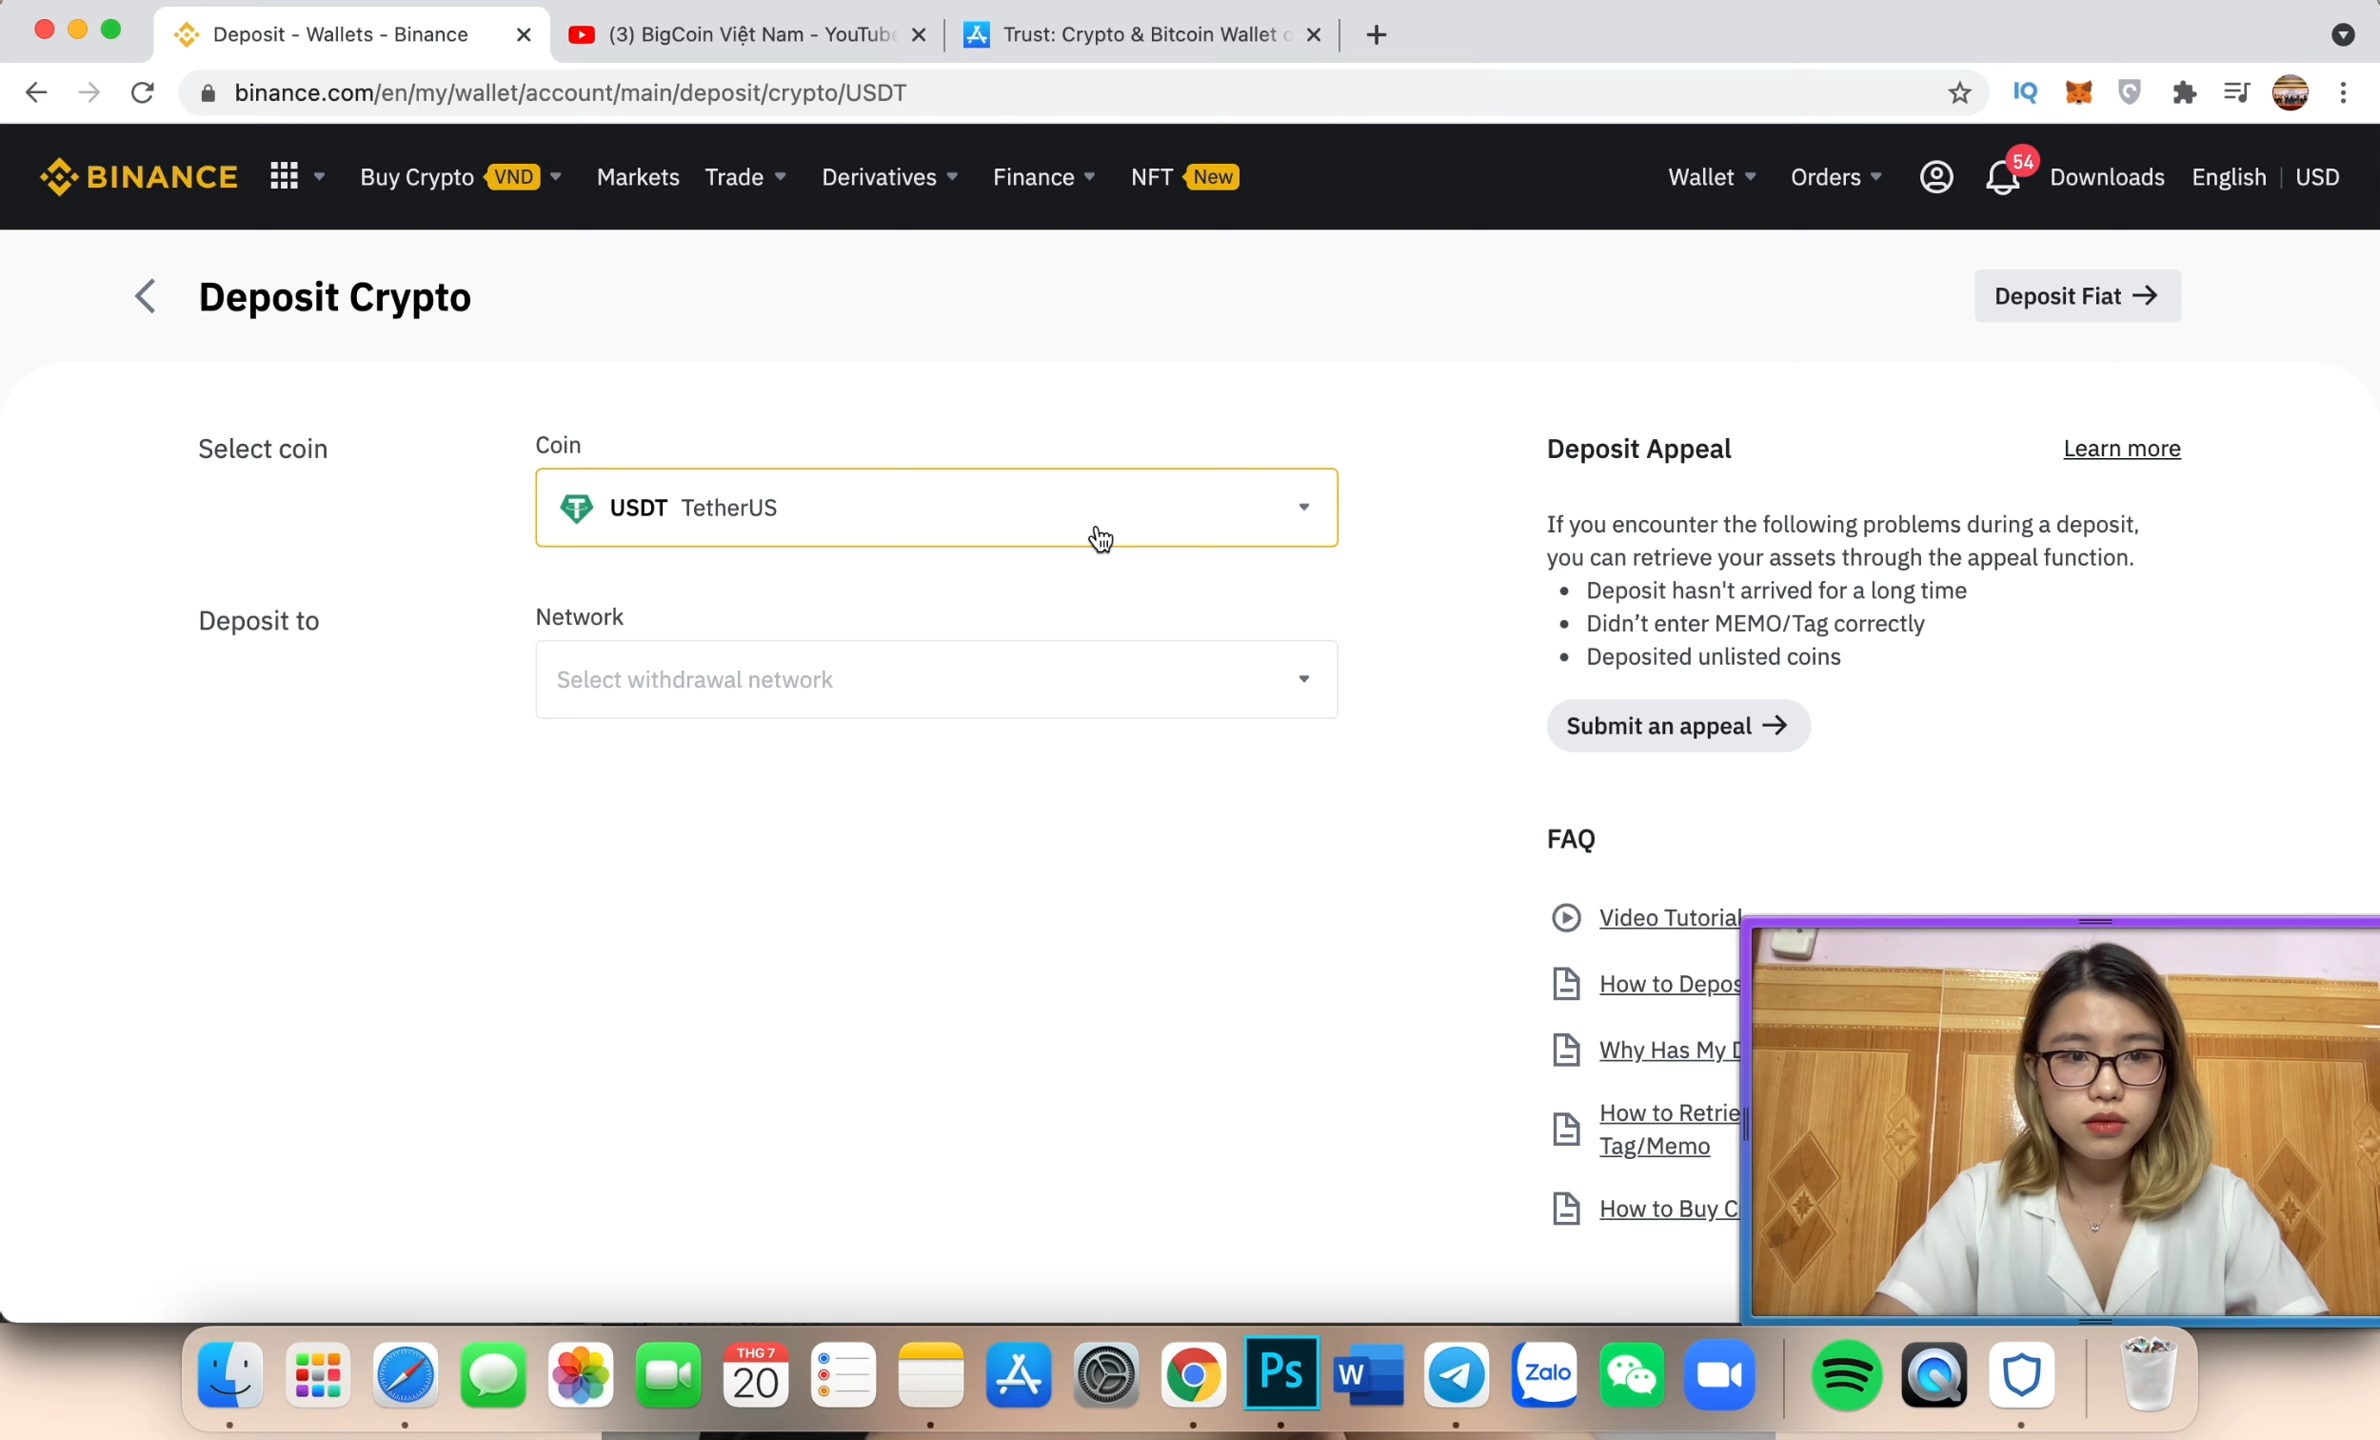 Deposit - Wallets - Binance
(3) BigCoin Việt Nam - YouTube
Trust: Crypto & Bitcoin Wallet
binance.com/en/my/wallet/account/main/deposit/crypto/USDT
IQ
BINANCE
Buy Crypto VND
Markets
Trade
Derivatives
Finance
NFT New
Wallet
Orders
54
Downloads
English
USD
Deposit Crypto
Deposit Fiat
Select coin
Coin
USDT TetherUS
Deposit to
Network
Select withdrawal network
Deposit Appeal
Learn more
If you encounter the following problems during a deposit,
you can retrieve your assets through the appeal function.
• Deposit hasn't arrived for a long time
• Didn’t enter MEMO/Tag correctly
• Deposited unlisted coins
Submit an appeal
FAQ
Video Tutorial
How to Depos
Why Has My D
How to Retrie
Tag/Memo
How to Buy C
THG 7
20
Ps
W
Zalo